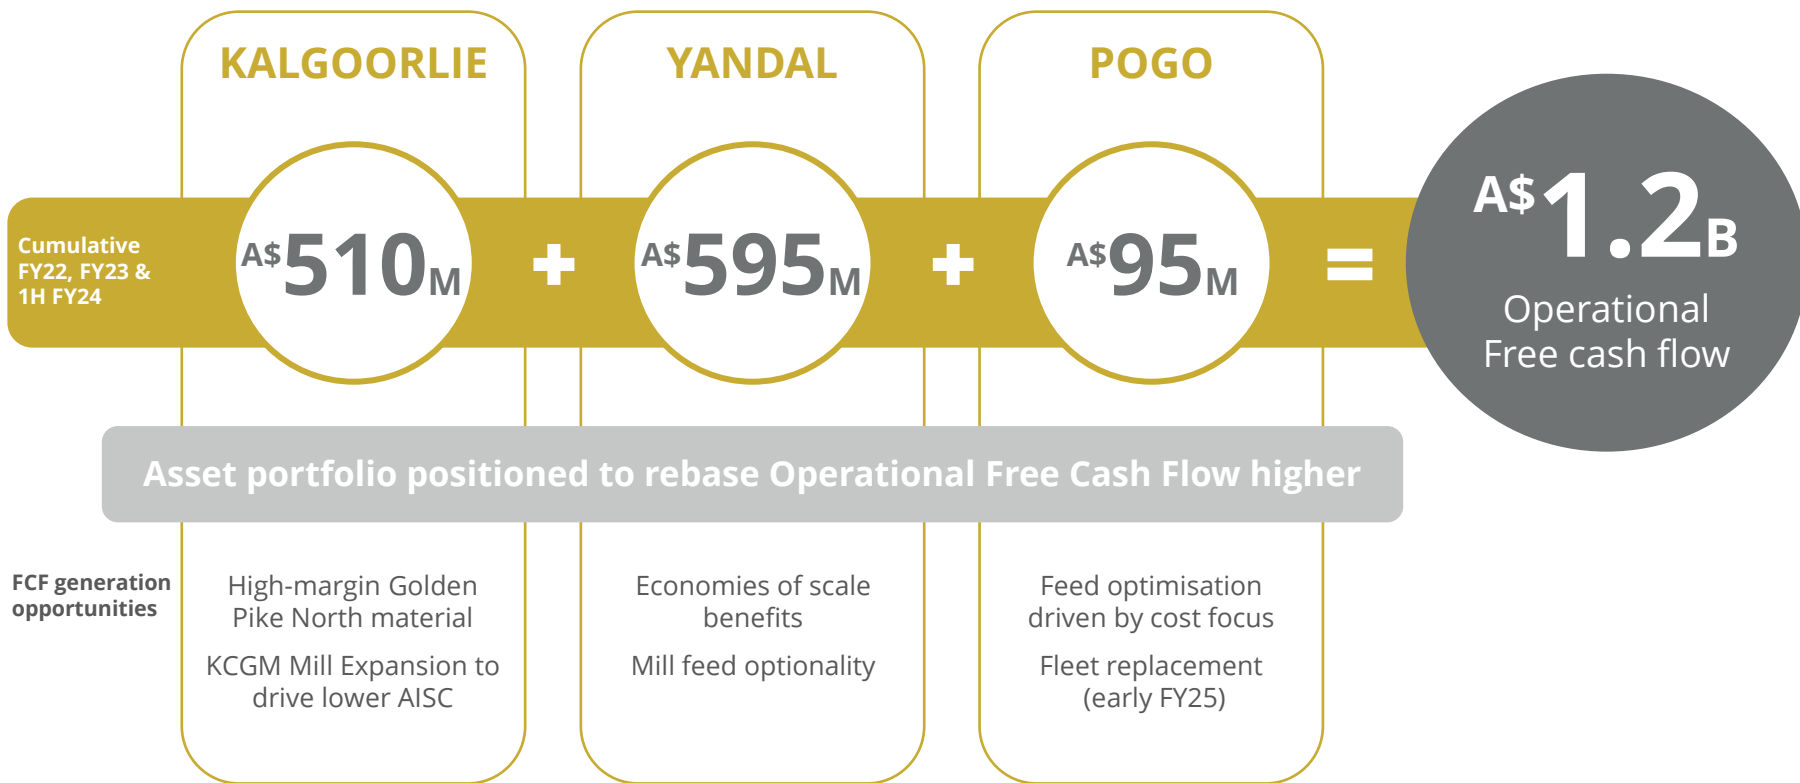 KALGOORLIE
YANDAL
POGO
Cumulative
FY22, FY23 &
1H FY24
A$510M
+
A$595M
+
A$95M
=
A$1.2B
Operational
Free cash flow
Asset portfolio positioned to rebase Operational Free Cash Flow higher
FCF generation
opportunities
High-margin Golden
Pike North material
KCGM Mill Expansion to
drive lower AISC
Economies of scale
benefits
Mill feed optionality
Feed optimisation
driven by cost focus
Fleet replacement
(early FY25)